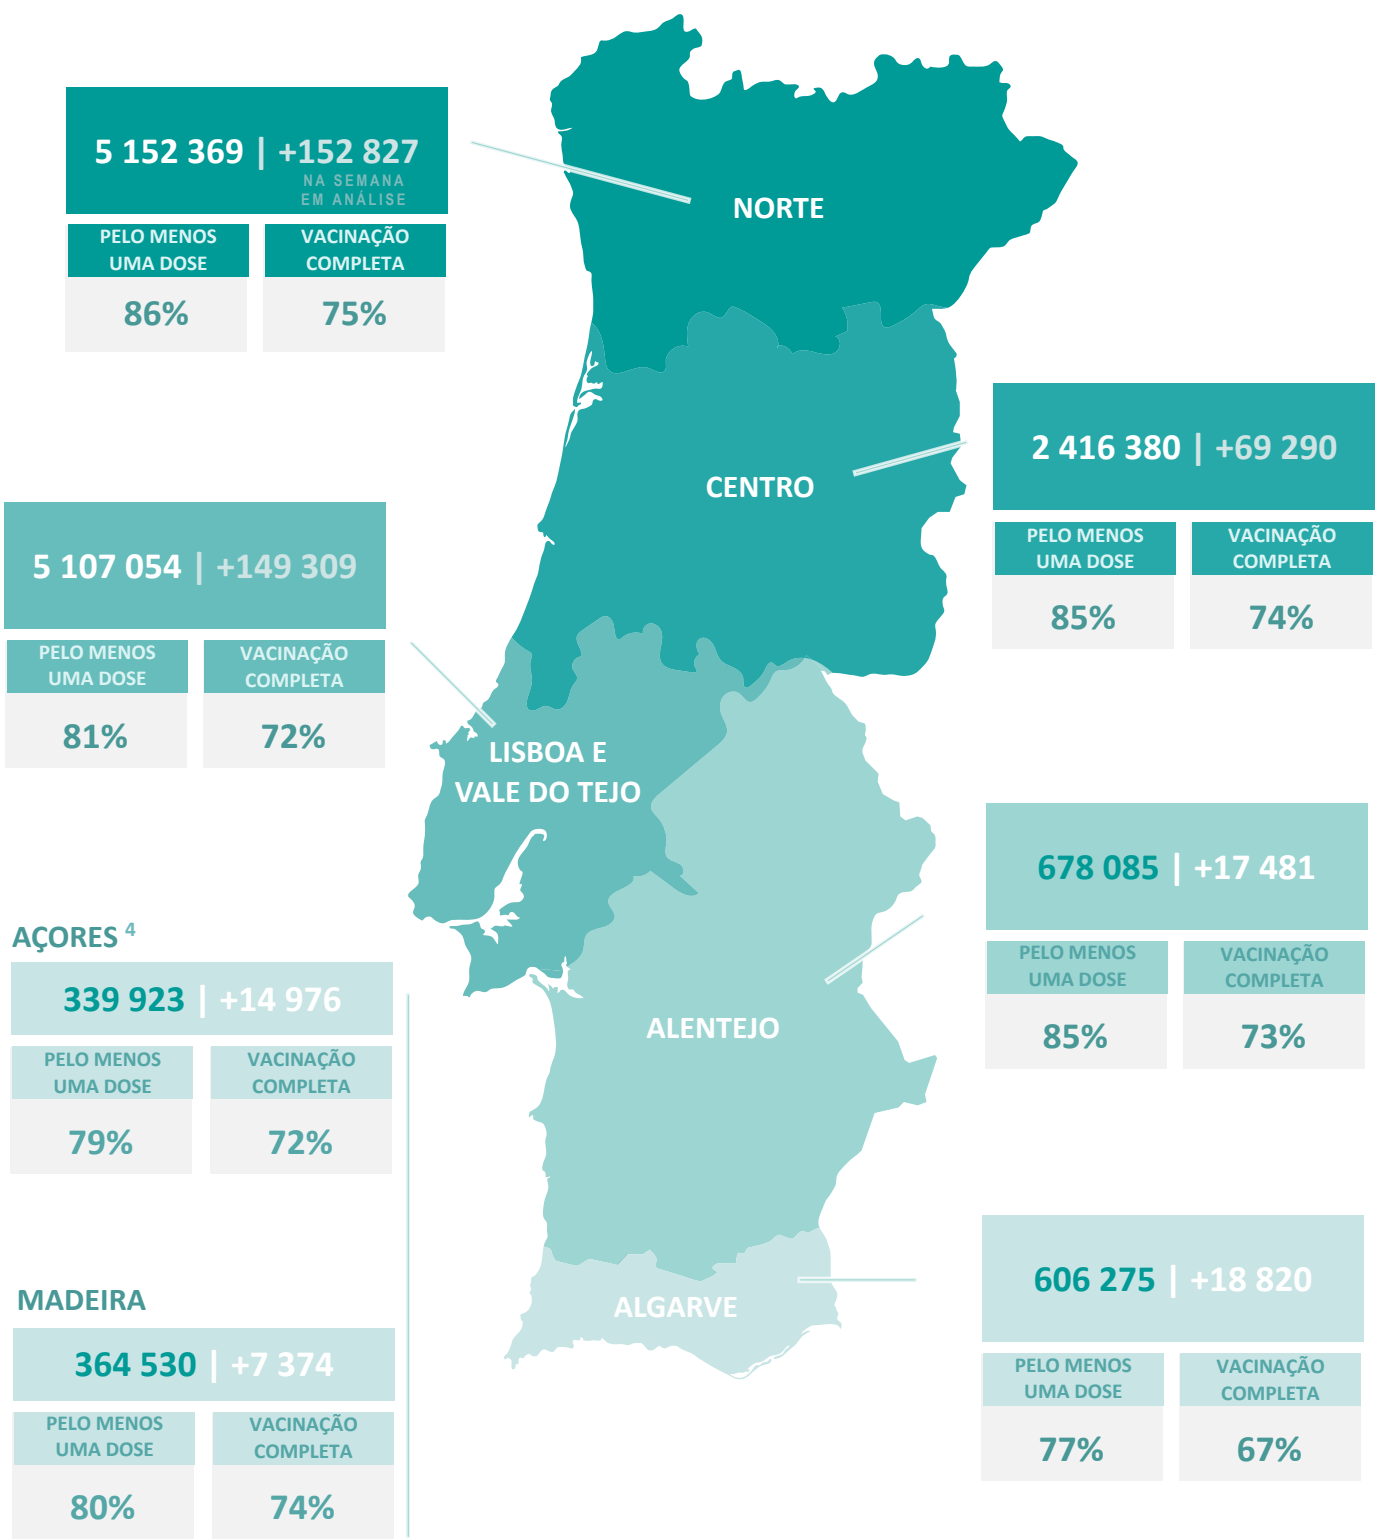 5 152 369 | +152 827
NA SEMANA
EM ANÁLISE
PELO MENOS
UMA DOSE
VACINAÇÃO
COMPLETA
86%
75%
NORTE
2 416 380 | +69 290
PELO MENOS
UMA DOSE
VACINAÇÃO
COMPLETA
85%
74%
CENTRO
5 107 054 | +149 309
PELO MENOS
UMA DOSE
VACINAÇÃO
COMPLETA
81%
72%
LISBOA E
VALE DO TEJO
678 085 | +17 481
PELO MENOS
UMA DOSE
VACINAÇÃO
COMPLETA
85%
73%
ALENTEJO
AÇORES 4
339 923 | +14 976
PELO MENOS
UMA DOSE
VACINAÇÃO
COMPLETA
79%
72%
606 275 | +18 820
PELO MENOS
UMA DOSE
VACINAÇÃO
COMPLETA
77%
67%
ALGARVE
MADEIRA
364 530 | +7 374
PELO MENOS
UMA DOSE
VACINAÇÃO
COMPLETA
80%
74%